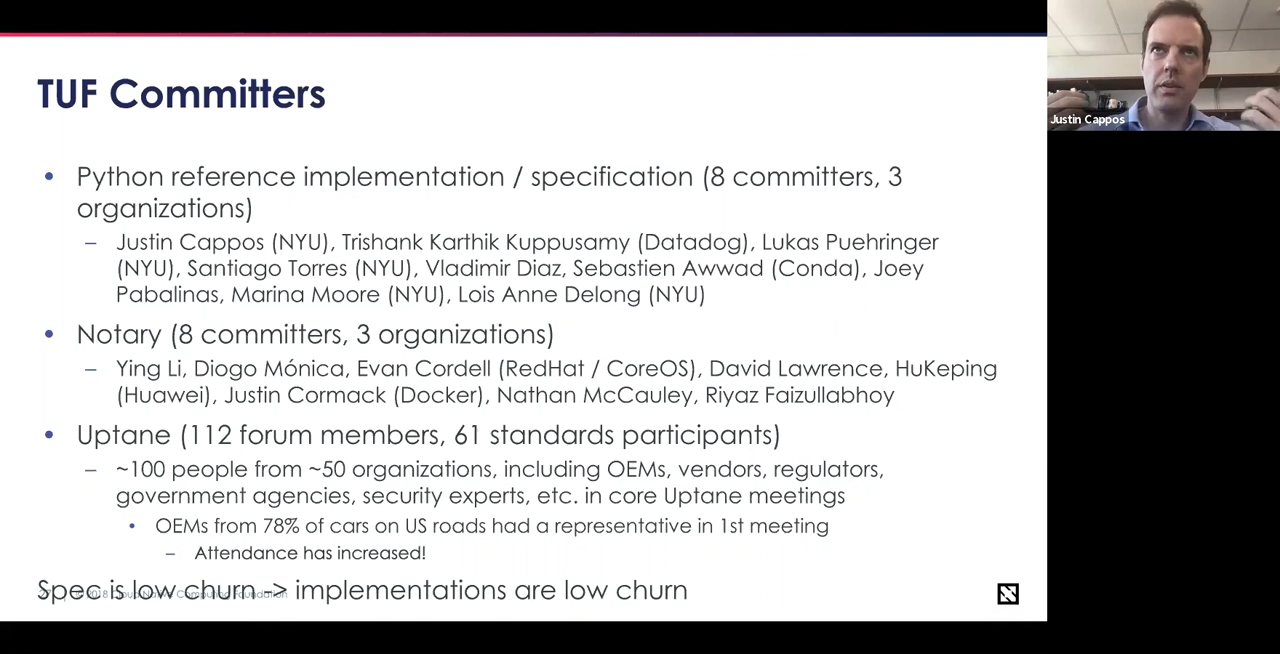 TUF Committers
Justin Cappos
• Python reference implementation / specification (8 committers, 3
organizations)
– Justin Cappos (NYU), Trishank Karthik Kuppusamy (Datadog), Lukas Puehringer
(NYU), Santiago Torres (NYU), Vladimir Diaz, Sebastien Awwad (Conda), Joey
Pabalinas, Marina Moore (NYU), Lois Anne Delong (NYU)
• Notary (8 committers, 3 organizations)
– Ying Li, Diogo Mónica, Evan Cordell (RedHat / CoreOS), David Lawrence, HuKeping
(Huawei), Justin Cormack (Docker), Nathan McCauley, Riyaz Faizullabhoy
• Uptane (112 forum members, 61 standards participants)
– ~100 people from ~50 organizations, including OEMs, vendors, regulators,
government agencies, security experts, etc. in core Uptane meetings
• OEMs from 78% of cars on US roads had a representative in 1st meeting
– Attendance has increased!
Spec is low churn -> implementations are low churn
© 2018 Cloud Native Computing Foundation